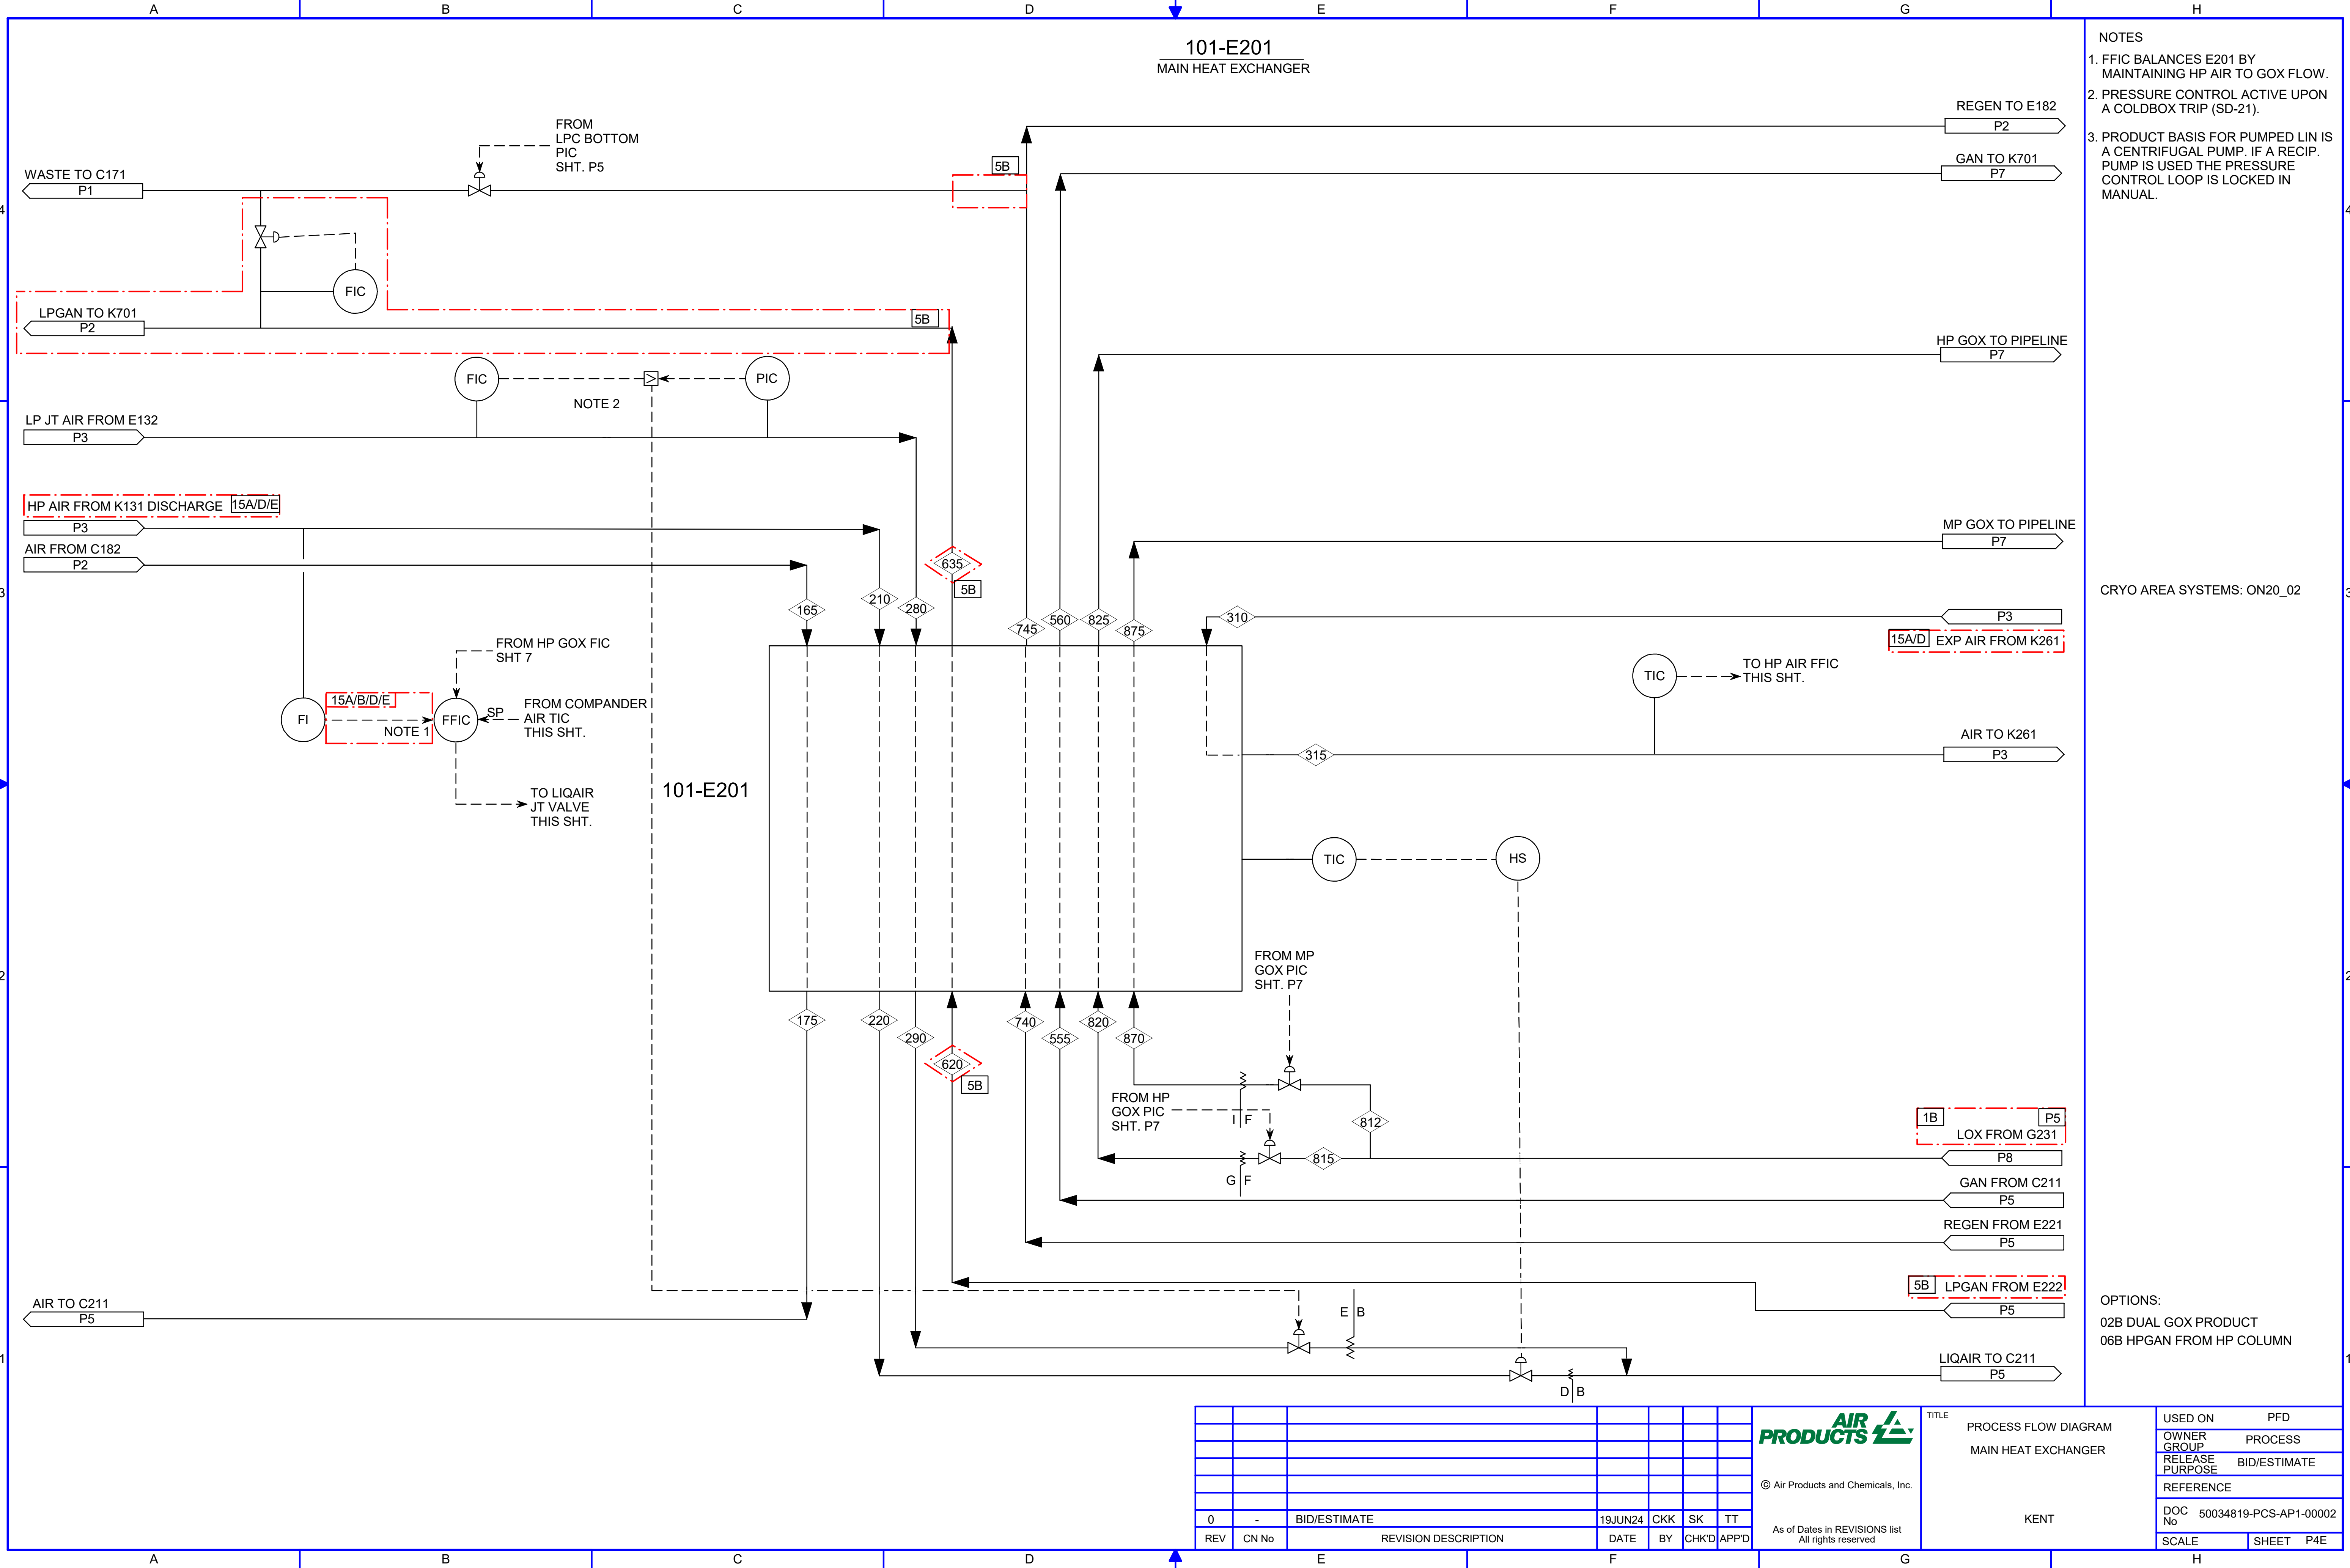 A B C D E F G H
101-E201
MAIN HEAT EXCHANGER
NOTES
1. FFIC BALANCES E201 BY
MAINTAINING HP AIR TO GOX FLOW.
2. PRESSURE CONTROL ACTIVE UPON
A COLDBOX TRIP (SD-21).
3. PRODUCT BASIS FOR PUMPED LIN IS
A CENTRIFUGAL PUMP. IF A RECIP.
PUMP IS USED THE PRESSURE
CONTROL LOOP IS LOCKED IN
MANUAL.
REGEN TO E182
P2
FROM
LPC BOTTOM
PIC
SHT. P5
5B
GAN TO K701
P7
WASTE TO C171
P1
4
4
FIC
LPGAN TO K701
P2
5B
HP GOX TO PIPELINE
P7
FIC
>
PIC
NOTE 2
LP JT AIR FROM E132
P3
HP AIR FROM K131 DISCHARGE
15A/D/E
P3
MP GOX TO PIPELINE
P7
AIR FROM C182
P2
635
5B
3
3
CRYO AREA SYSTEMS: ON20_02
165
210
280
745
560
825
875
310
P3
15A/D
EXP AIR FROM K261
FROM HP GOX FIC
SHT 7
TIC
TO HP AIR FFIC
THIS SHT.
15A/B/D/E
FI
NOTE 1
FFIC
SP
FROM COMPANDER
AIR TIC
THIS SHT.
315
AIR TO K261
P3
TO LIQAIR
JT VALVE
THIS SHT.
101-E201
TIC
HS
FROM MP
GOX PIC
SHT. P7
2
2
175
220
290
620
5B
740
555
820
870
FROM HP
GOX PIC
SHT. P7
I F
812
815
G F
1B
P5
LOX FROM G231
P8
GAN FROM C211
P5
REGEN FROM E221
P5
5B
LPGAN FROM E222
P5
AIR TO C211
P5
E B
OPTIONS:
02B DUAL GOX PRODUCT
06B HPGAN FROM HP COLUMN
1
1
LIQAIR TO C211
P5
D B
AIR
PRODUCTS
© Air Products and Chemicals, Inc.
As of Dates in REVISIONS list
All rights reserved
TITLE
PROCESS FLOW DIAGRAM
MAIN HEAT EXCHANGER
KENT
USED ON PFD
OWNER
GROUP PROCESS
RELEASE
PURPOSE BID/ESTIMATE
REFERENCE
DOC
No 50034819-PCS-AP1-00002
SCALE SHEET P4E
0 - BID/ESTIMATE 19JUN24 CKK SK TT
REV CN No REVISION DESCRIPTION DATE BY CHK'D APP'D
A B C D E F G H